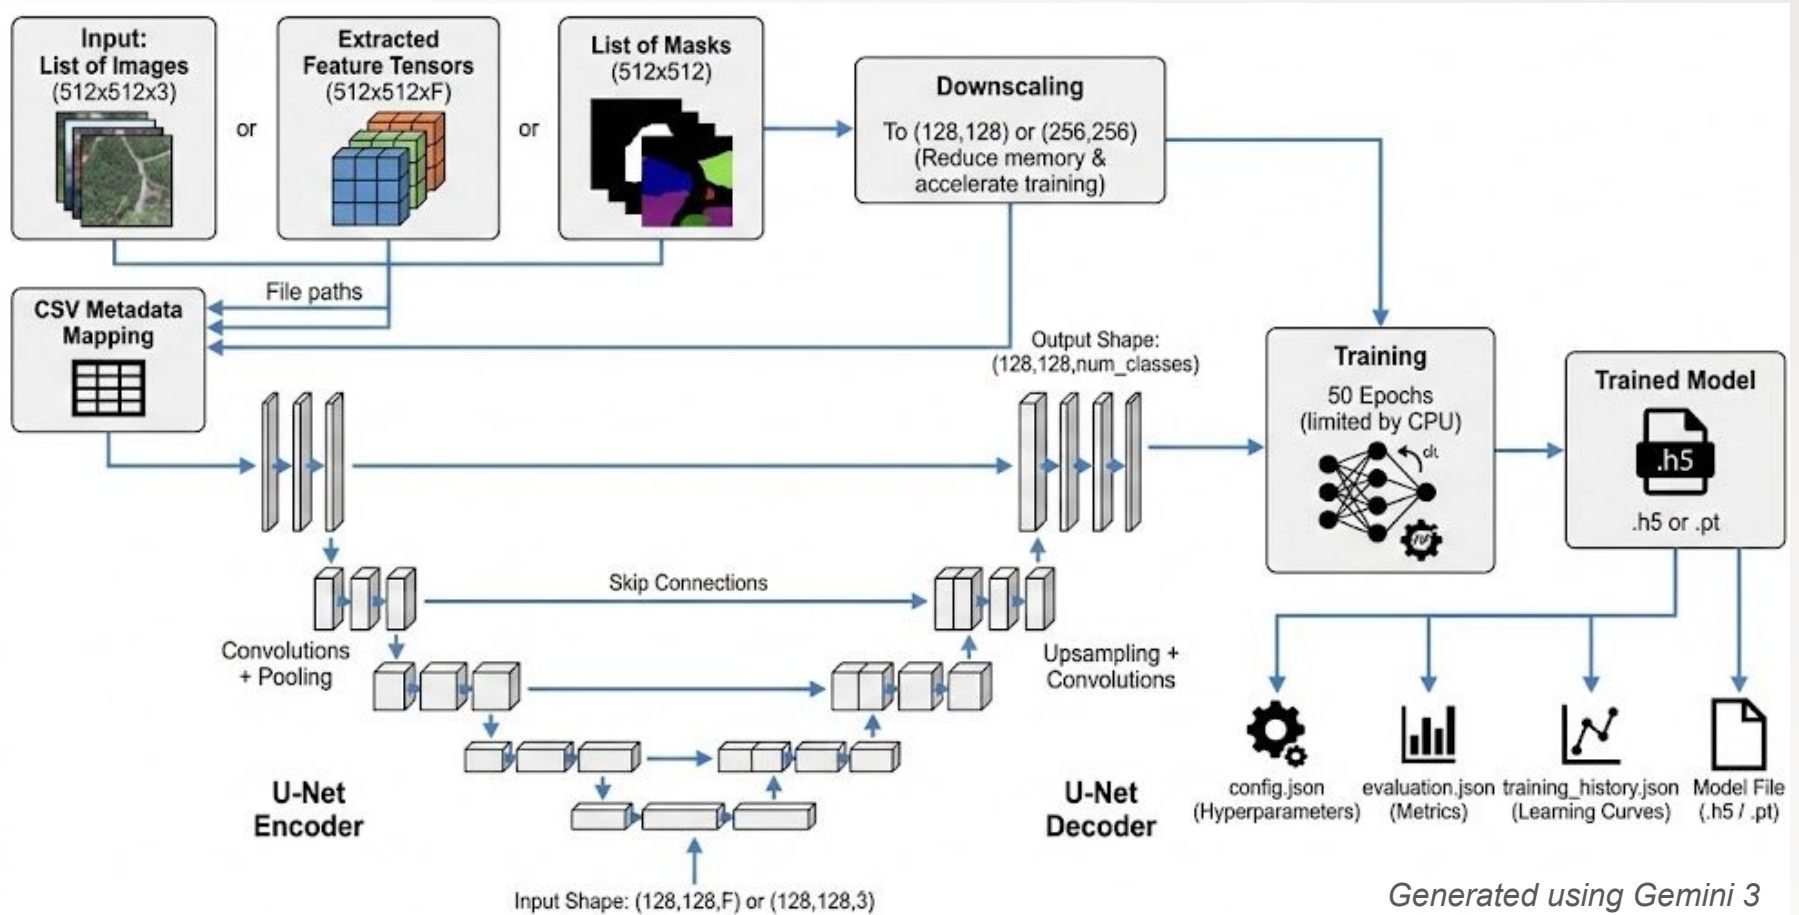 Input:
List of Images
(512x512x3)
or
Extracted
Feature Tensors
(512x512xF)
or
List of Masks
(512x512)
Downscaling
To (128,128) or (256,256)
(Reduce memory &
accelerate training)
File paths
CSV Metadata
Mapping
Output Shape:
(128,128,num_classes)
Training
50 Epochs
(limited by CPU)
Trained Model
.h5
.h5 or .pt
Skip Connections
Convolutions
+ Pooling
Upsampling +
Convolutions
U-Net
Encoder
U-Net
Decoder
config.json
(Hyperparameters)
evaluation.json
(Metrics)
training_history.json
(Learning Curves)
Model File
(.h5 / .pt)
Input Shape: (128,128,F) or (128,128,3)
Generated using Gemini 3